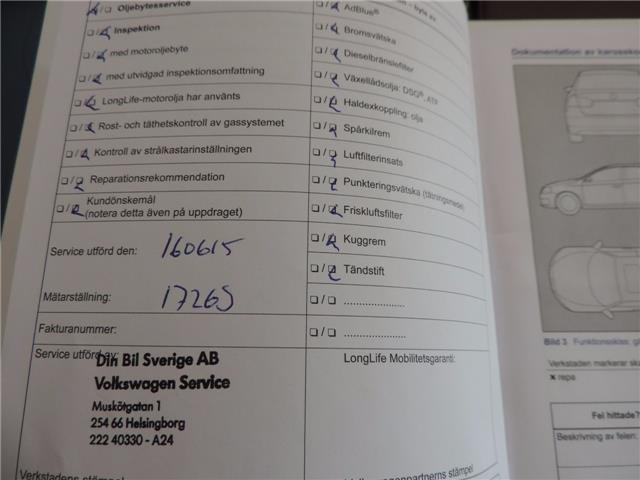 Oljebytesservice
Inspektion
med motoroljebyte
med utvidgad inspektionsomfattning
LongLife-motorolja har använts
Rost- och täthetskontroll av gassystemet
Kontroll av strålkastarinställningen
Reparationsrekommendation
Kundönskemål
(notera detta även på uppdraget)
Service utförd den: 160615
Mätarställning: 17265
Fakturanummer:
Service utförd av:
Din Bil Sverige AB
Volkswagen Service
Muskötgatan 1
254 66 Helsingborg
222 40330 - A24
Verkstadens stämpel
AdBlue®
Bromsvätska
Dieselbränslefilter
Växellådsolja: DSG®, ATF
Haldexkoppling: olja
Spårkilrem
Luftfilterinsats
Punkteringsvätska (tätningsmedel)
Friskluftsfilter
Kuggrem
Tändstift
LongLife Mobilitetsgaranti:
stämpel
Dokumentation av
Bild 3 Funktionsskiss:
Verkstaden markerar
× repa
Fel hittade?
Beskrivning av felen: